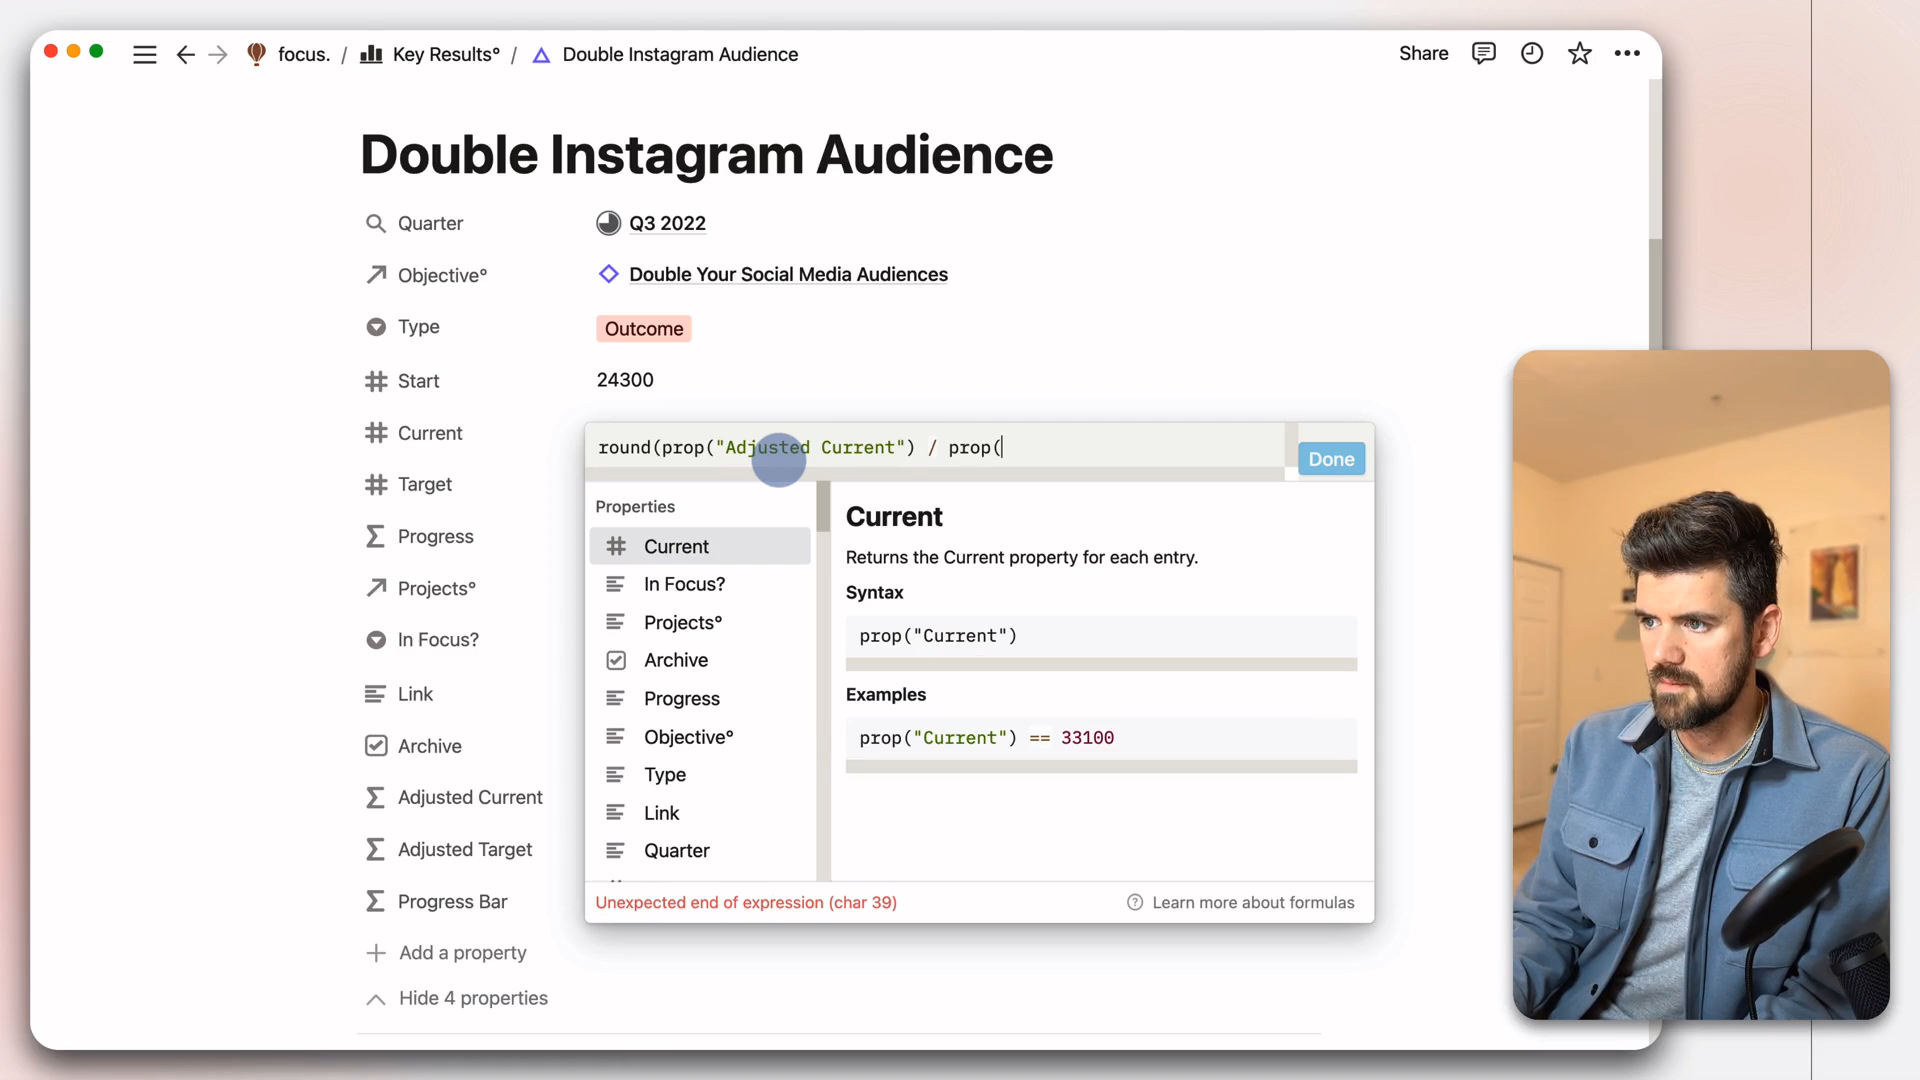 focus. / Key Results° / Double Instagram Audience
Share
Double Instagram Audience
Quarter
Q3 2022
Objective°
Double Your Social Media Audiences
Type
Outcome
Start
24300
Current
Target
Progress
Projects°
In Focus?
Link
Archive
Adjusted Current
Adjusted Target
Progress Bar
Add a property
Hide 4 properties
round(prop("Adjusted Current") / prop(
Done
Properties
Current
In Focus?
Projects°
Archive
Progress
Objective°
Type
Link
Quarter
Current
Returns the Current property for each entry.
Syntax
prop("Current")
Examples
prop("Current") == 33100
Unexpected end of expression (char 39)
Learn more about formulas